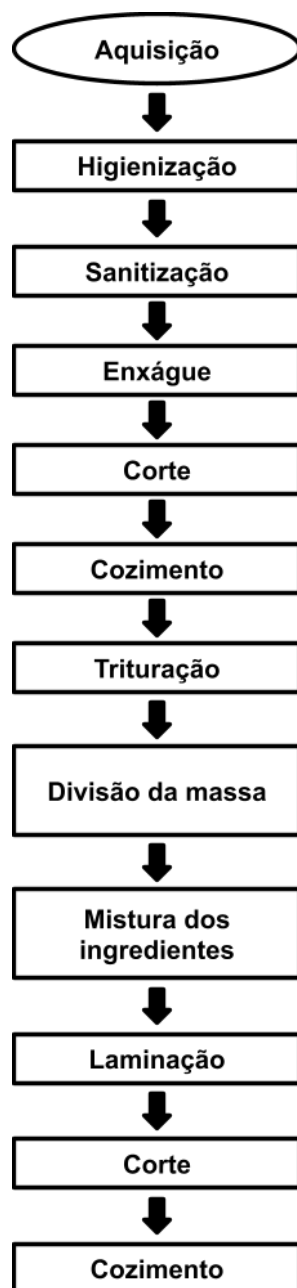 Aquisição
Higienização
Sanitização
Enxágue
Corte
Cozimento
Trituração
Divisão da massa
Mistura dos
ingredientes
Laminação
Corte
Cozimento